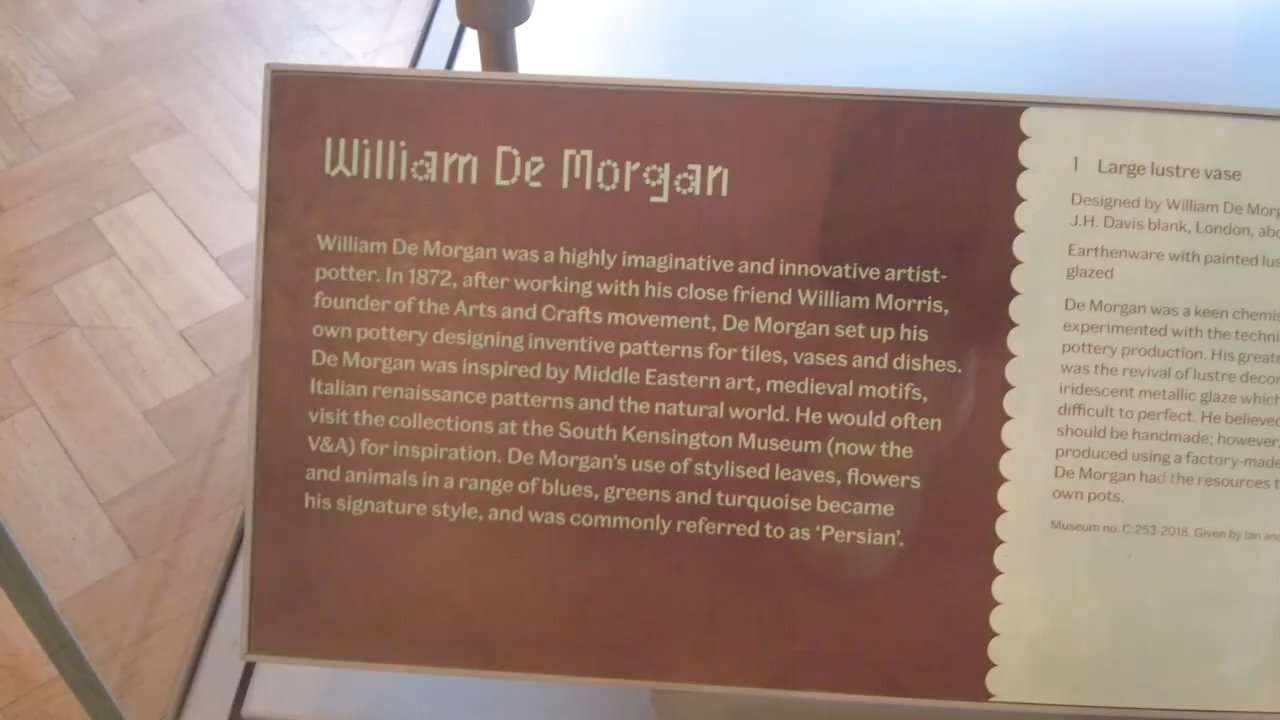 William De Morgan
William De Morgan was a highly imaginative and innovative artist-
potter. In 1872, after working with his close friend William Morris,
founder of the Arts and Crafts movement, De Morgan set up his
own pottery designing inventive patterns for tiles, vases and dishes.
De Morgan was inspired by Middle Eastern art, medieval motifs,
Italian renaissance patterns and the natural world. He would often
visit the collections at the South Kensington Museum (now the
V&A) for inspiration. De Morgan's use of stylised leaves, flowers
and animals in a range of blues, greens and turquoise became
his signature style, and was commonly referred to as ‘Persian’.
1 Large lustre vase
Designed by William De
J.H. Davis blank, London,
Earthenware with painted
glazed
De Morgan was a keen
experimented with the
pottery production. His
was the revival of lustre
iridescent metallic glaze which
difficult to perfect. He believed
should be handmade; however
produced using a
De Morgan had the resources
own pots.
Museum no. C.253-2018. Given by Ian